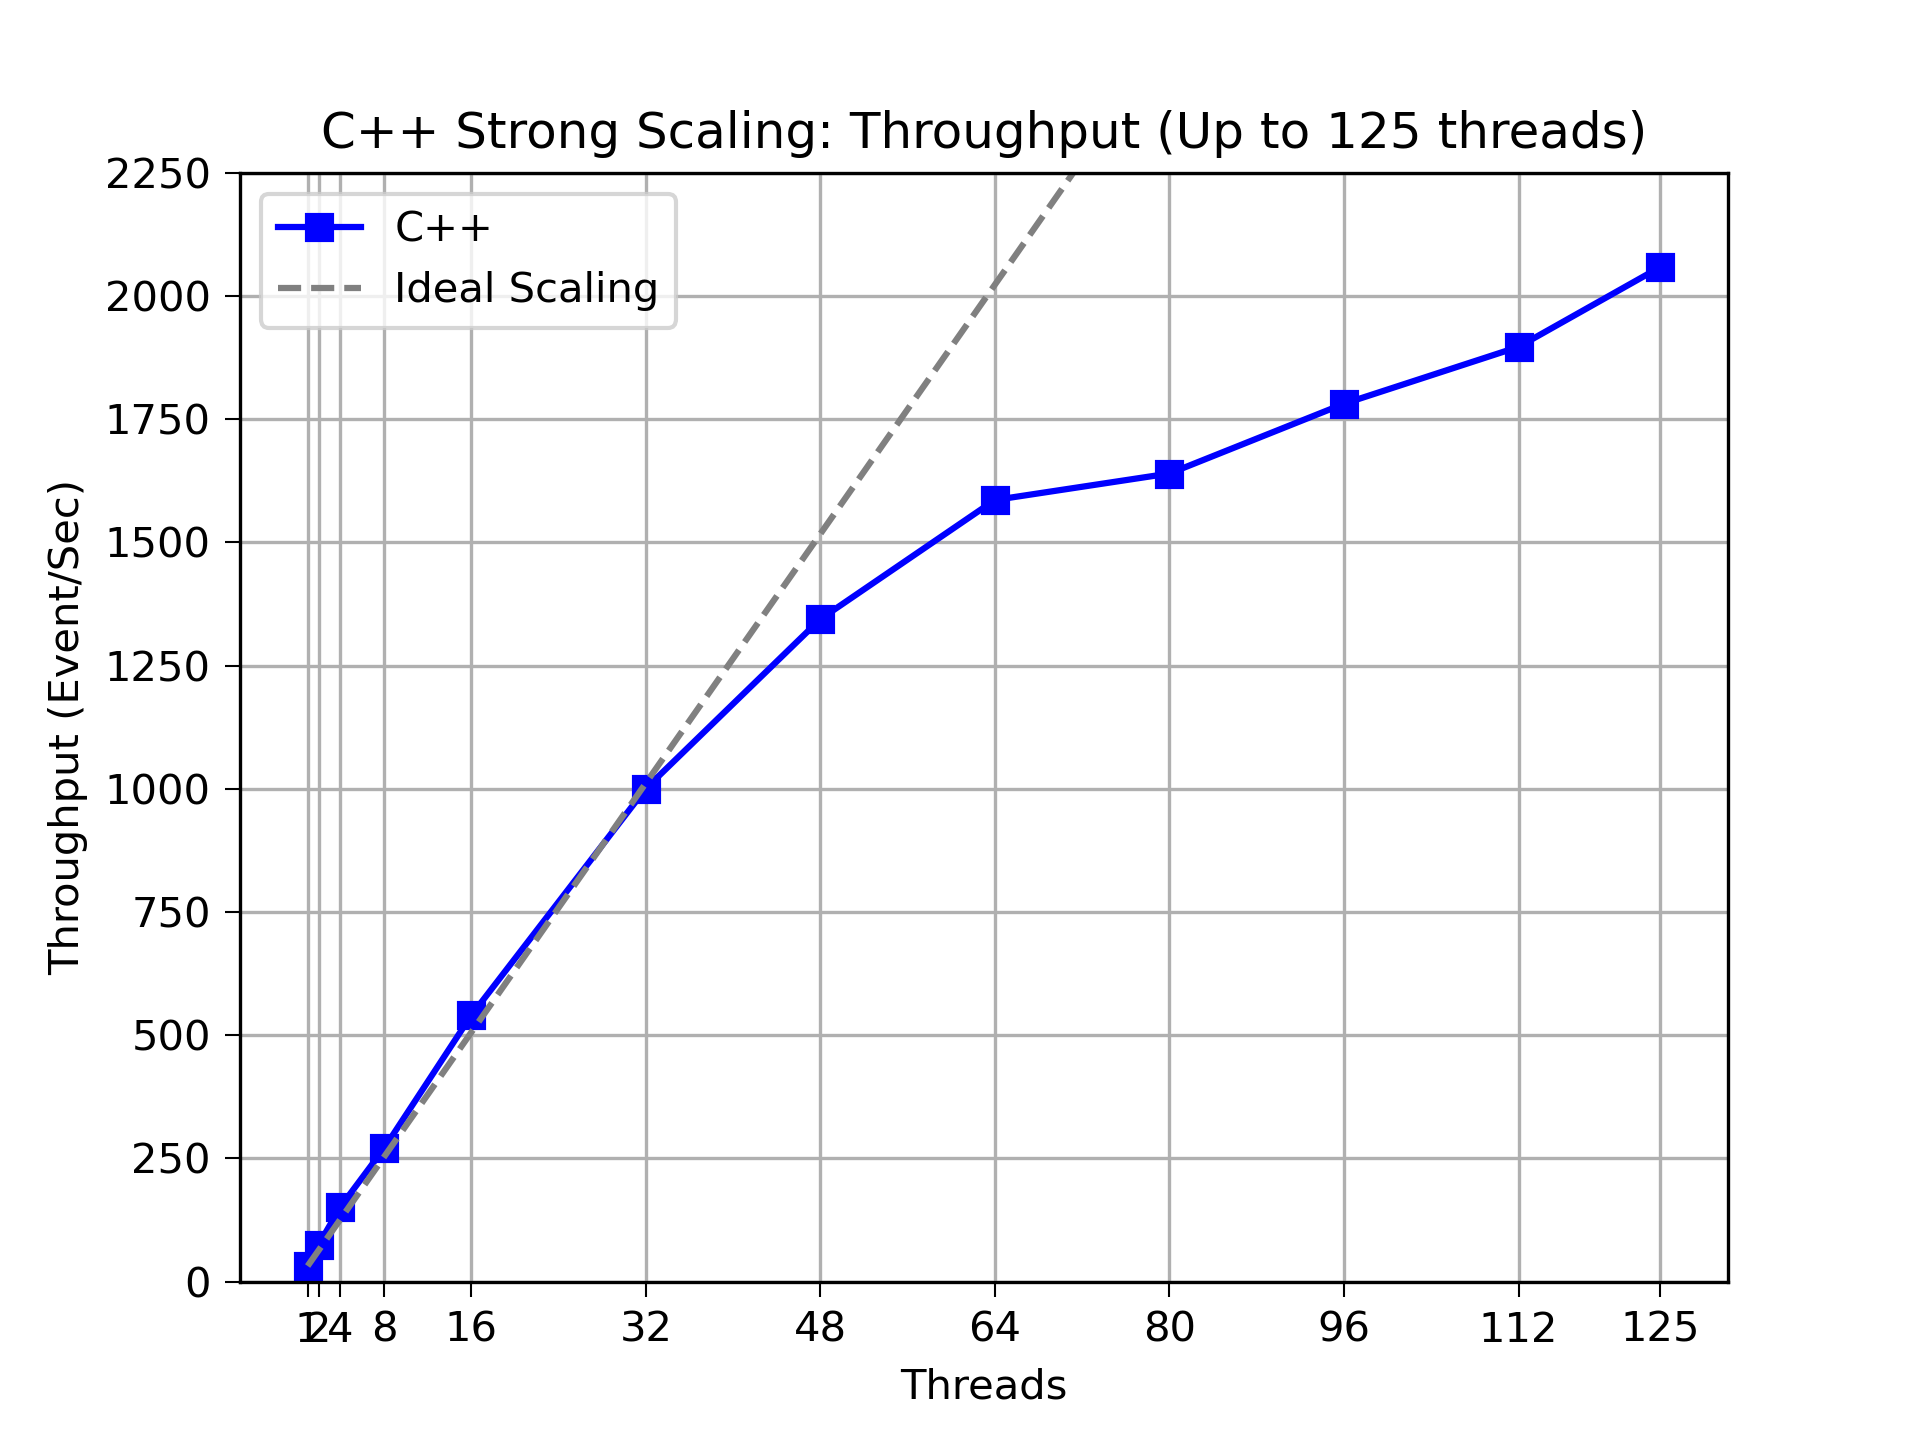 C++ Strong Scaling: Throughput (Up to 125 threads)
C++
Ideal Scaling
2250
2000
1750
1500
1250
1000
750
500
250
0
Throughput (Event/Sec)
1 2 4 8 16 32 48 64 80 96 112 125
Threads